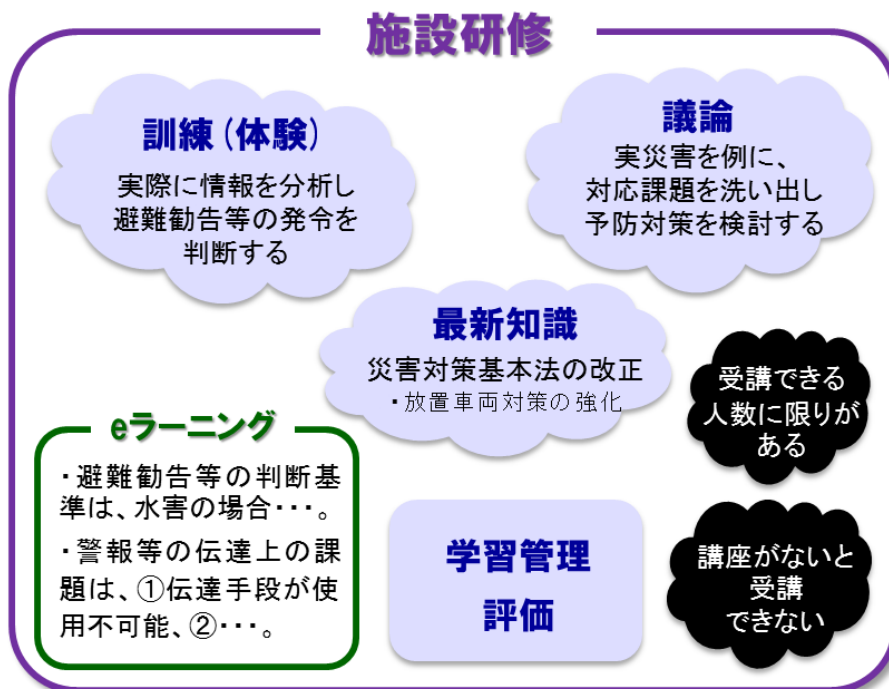 施設研修
訓練（体験）
実際に情報を分析し
避難勧告等の発令を
判断する
議論
実災害を例に、
対応課題を洗い出し
予防対策を検討する
最新知識
災害対策基本法の改正
・放置車両対策の強化
受講できる
人数に限りが
ある
eラーニング
・避難勧告等の判断基
準は、水害の場合・・・。
・警報等の伝達上の課
題は、①伝達手段が使
用不可能、②・・・。
学習管理
評価
講座がないと
受講
できない